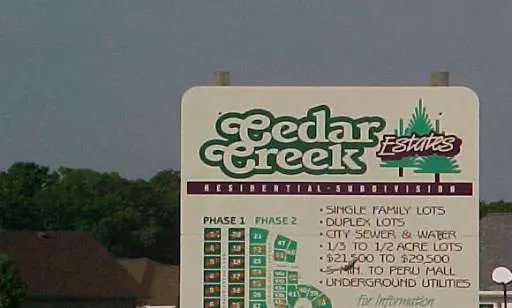 Cedar
Creek
Estates
RESIDENTIAL · SUBDIVISION
PHASE 1 PHASE 2
· SINGLE FAMILY LOTS
· DUPLEX LOTS
· CITY SEWER & WATER
· 1/3 TO 1/2 ACRE LOTS
· $21,500 TO $29,500
· 5 MIN. TO PERU MALL
· UNDERGROUND UTILITIES
for Information